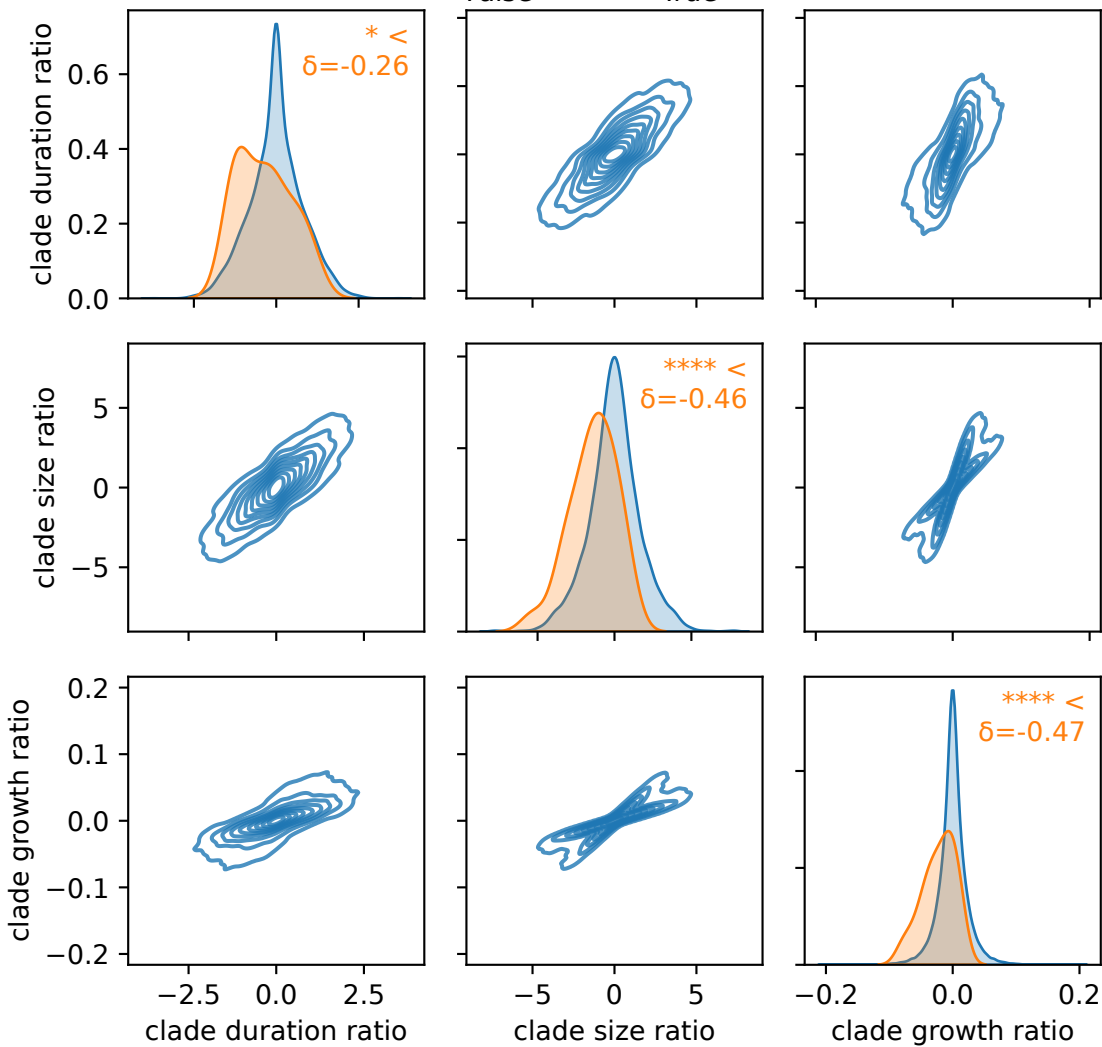 clade duration ratio
0.6
0.4
0.2
0.0
* <
δ=-0.26
clade size ratio
5
0
−5
**** <
δ=-0.46
clade growth ratio
0.2
0.1
0.0
−0.1
−0.2
**** <
δ=-0.47
−2.5 0.0 2.5
−5 0 5
−0.2 0.0 0.2
clade duration ratio
clade size ratio
clade growth ratio